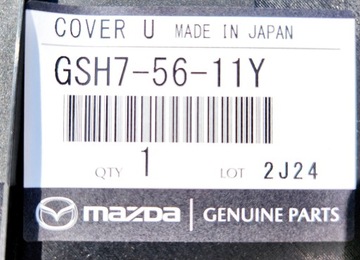 COVER U MADE IN JAPAN
GSH7-56-11Y
QTY 1 LOT 2J24
mazda GENUINE PARTS